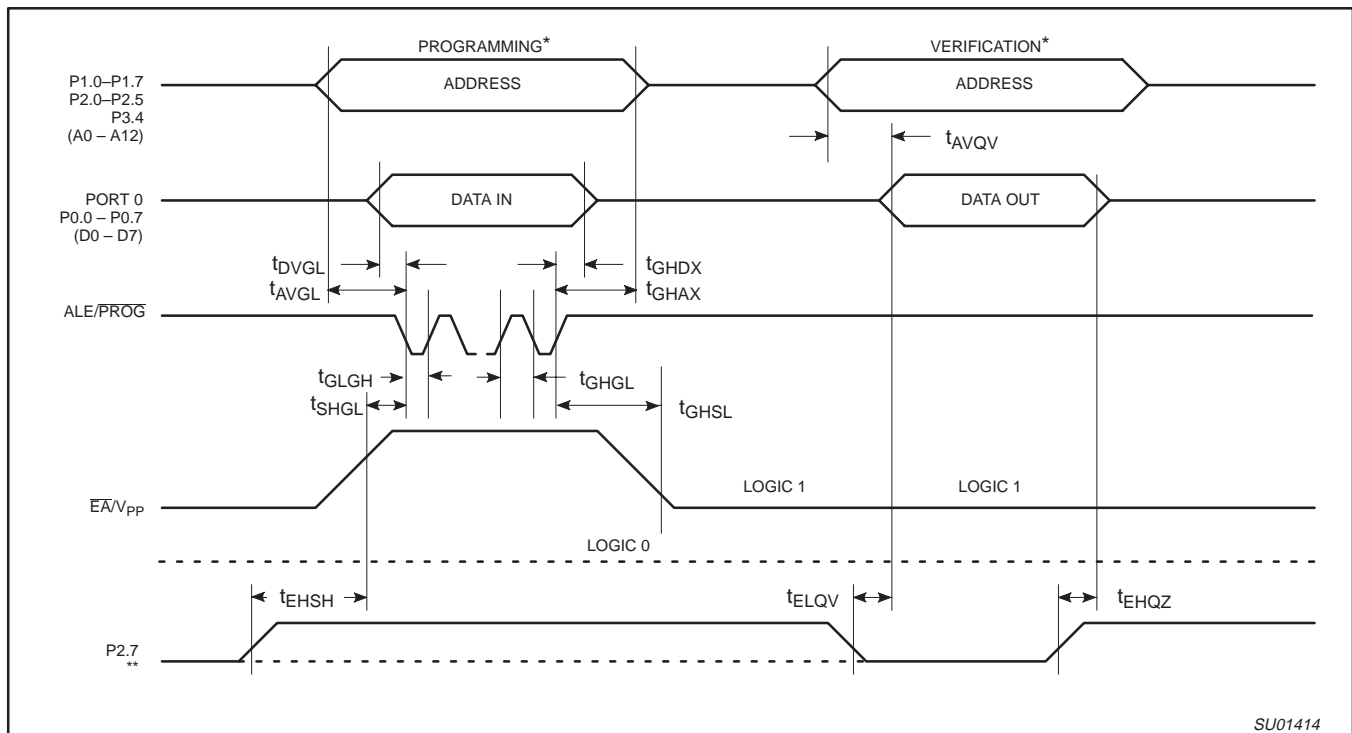 PROGRAMMING*
VERIFICATION*
P1.0–P1.7
P2.0–P2.5
P3.4
(A0 – A12)
ADDRESS
ADDRESS
tAVQV
PORT 0
P0.0 – P0.7
(D0 – D7)
DATA IN
DATA OUT
tDVGL
tGHDX
tAVGL
tGHAX
ALE/PROG
tGLGH
tGHGL
tSHGL
tGHSL
EA/VPP
LOGIC 1
LOGIC 1
LOGIC 0
tEHSH
tELQV
tEHQZ
P2.7
**
SU01414